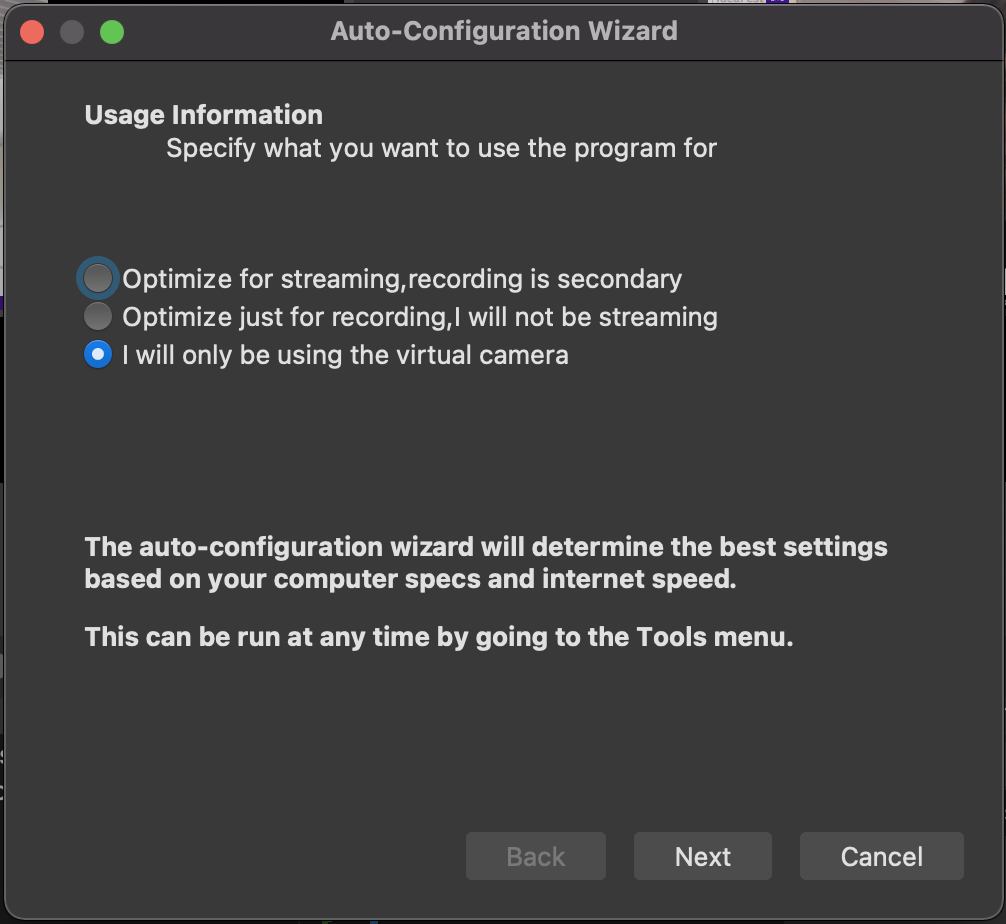 Auto-Configuration Wizard
Usage Information
Specify what you want to use the program for
Optimize for streaming,recording is secondary
Optimize just for recording,I will not be streaming
I will only be using the virtual camera
The auto-configuration wizard will determine the best settings
based on your computer specs and internet speed.
This can be run at any time by going to the Tools menu.
Back
Next
Cancel